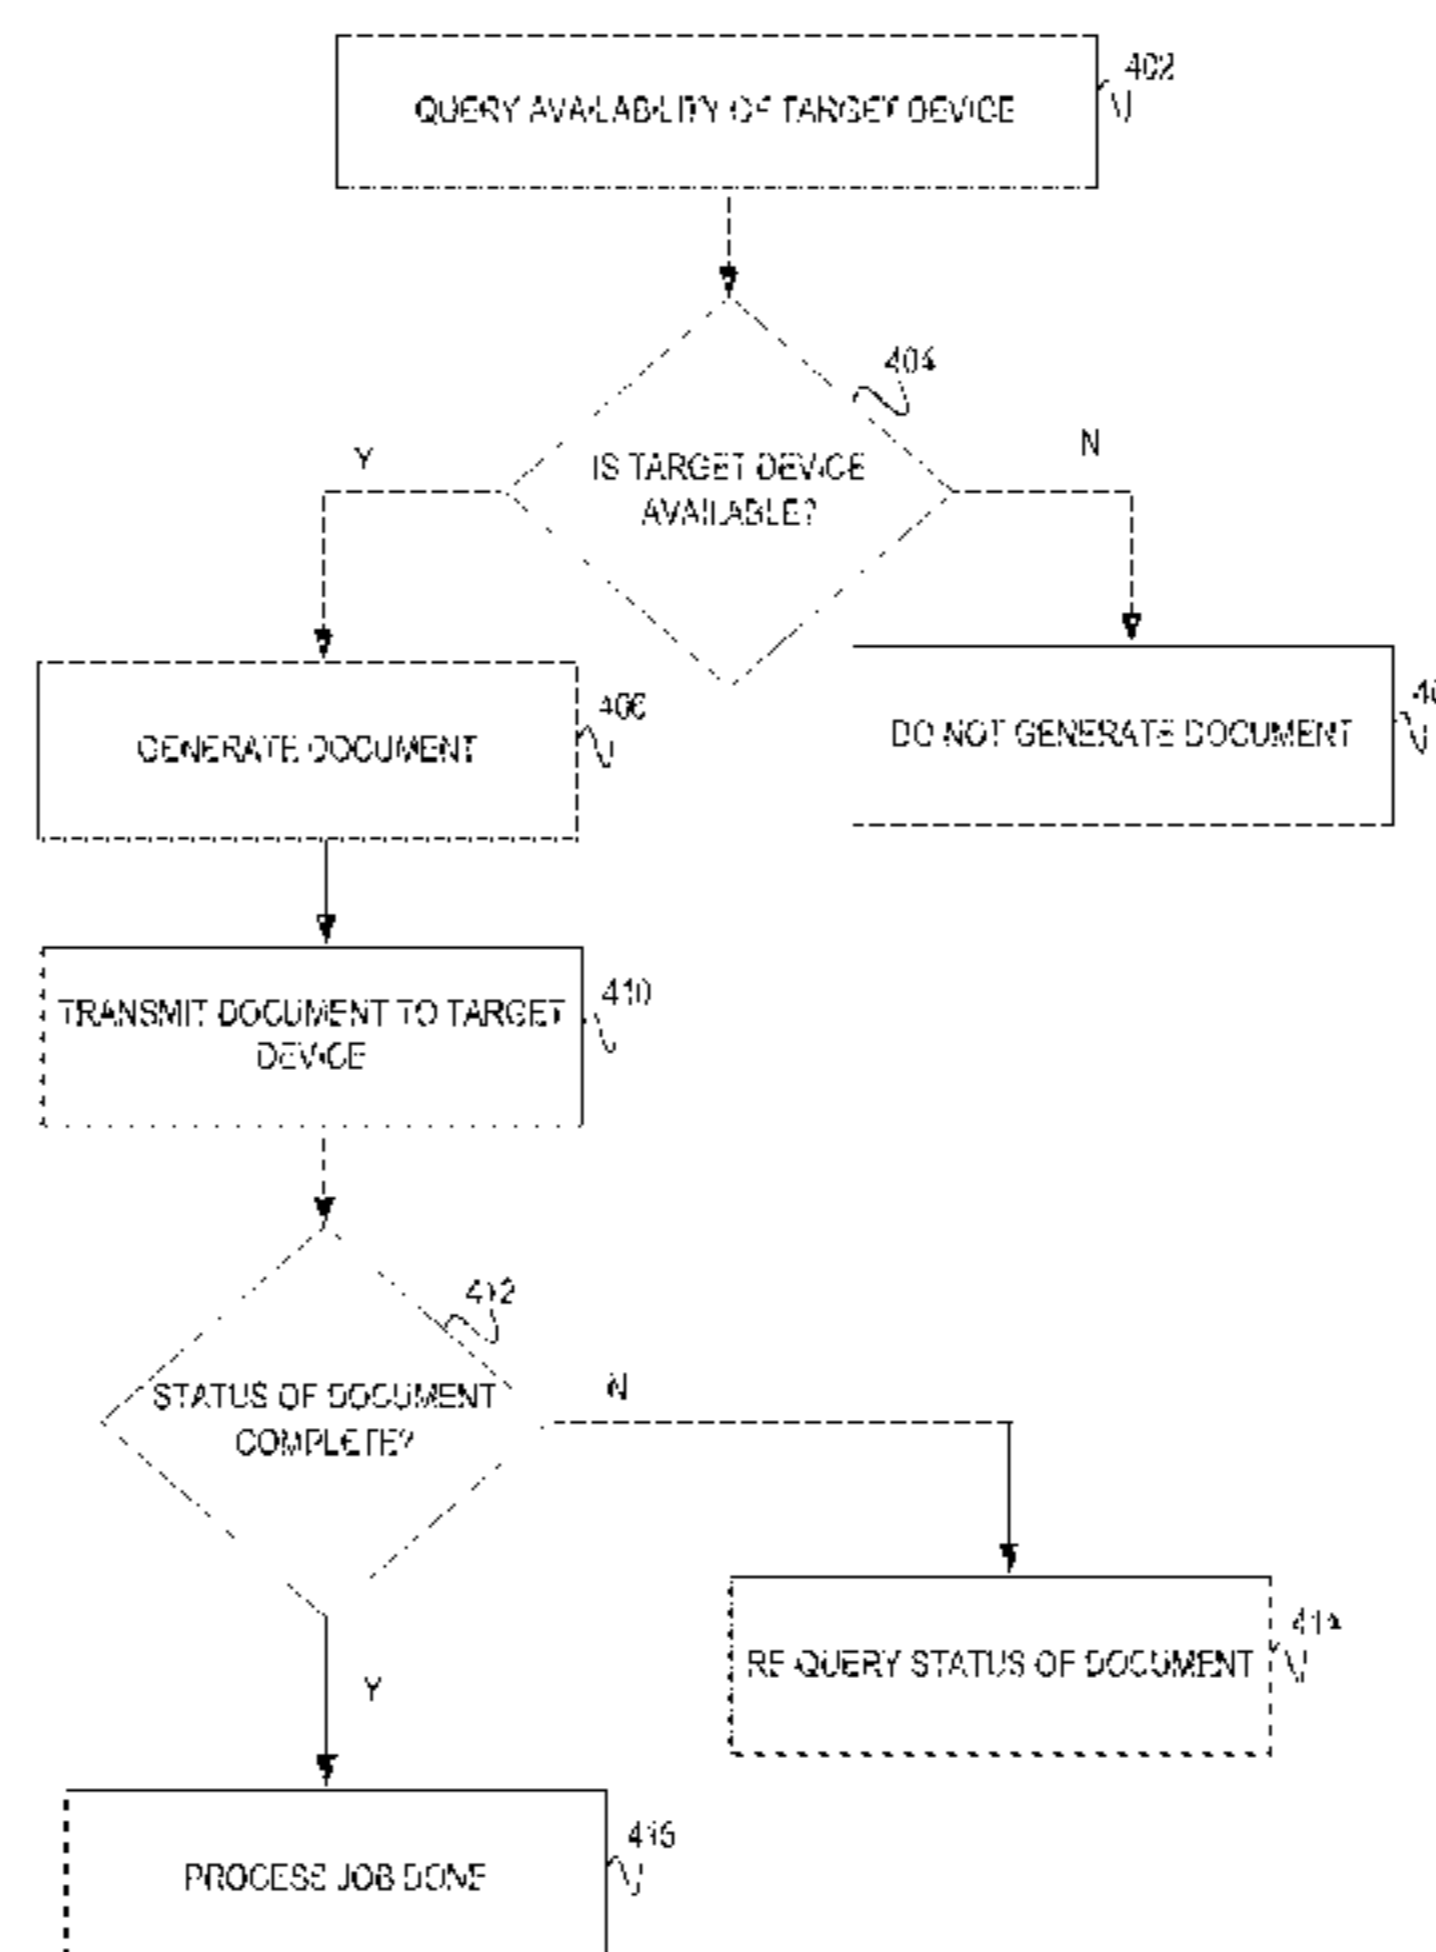 402
QUERY AVAILABILITY OF TARGET DEVICE
404
IS TARGET DEVICE
AVAILABLE?
Y
N
406
GENERATE DOCUMENT
DO NOT GENERATE DOCUMENT
410
TRANSMIT DOCUMENT TO TARGET
DEVICE
412
STATUS OF DOCUMENT
COMPLETE?
N
414
RE-QUERY STATUS OF DOCUMENT
Y
PROCESS JOB DONE